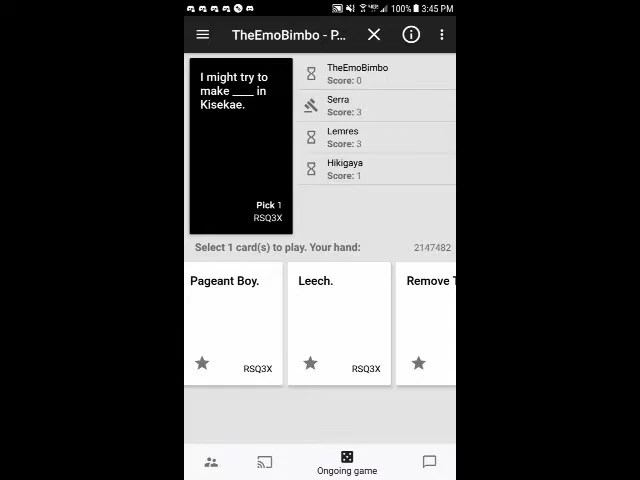 100% 3:45 PM
TheEmoBimbo - P...
I might try to
make ____ in
Kisekae.
Pick 1
RSQ3X
TheEmoBimbo
Score: 0
Serra
Score: 3
Lemres
Score: 3
Hikigaya
Score: 1
Select 1 card(s) to play. Your hand: 2147482
Pageant Boy.
RSQ3X
Leech.
RSQ3X
Remove
Ongoing game